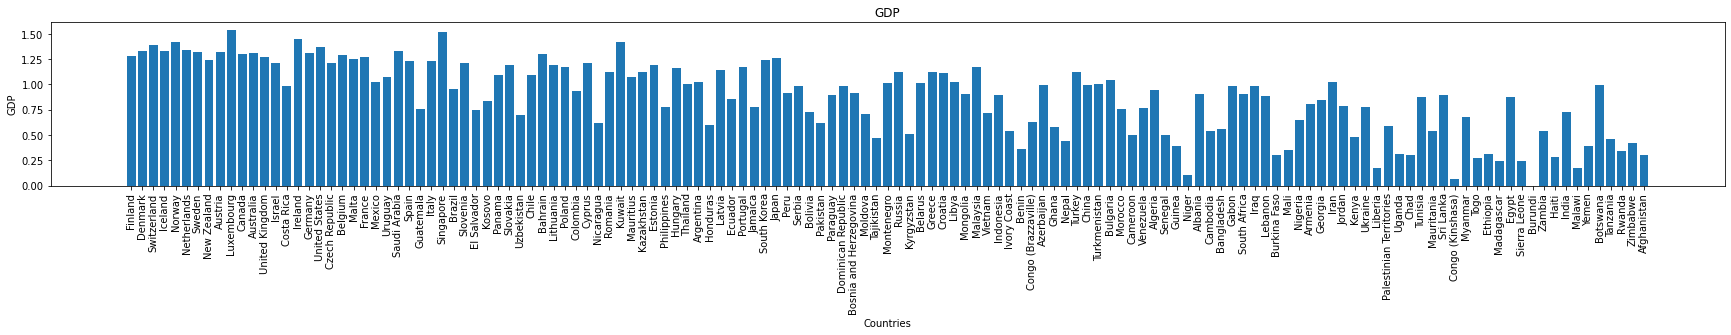 GDP
GDP
1.50
1.25
1.00
0.75
0.50
0.25
0.00
Finland
Denmark
Switzerland
Iceland
Norway
Netherlands
Sweden
New Zealand
Austria
Luxembourg
Canada
Australia
United Kingdom
Israel
Costa Rica
Ireland
Germany
United States
Czech Republic
Belgium
Malta
France
Mexico
Uruguay
Saudi Arabia
Spain
Guatemala
Italy
Singapore
Brazil
Slovenia
El Salvador
Kosovo
Panama
Slovakia
Uzbekistan
Chile
Bahrain
Lithuania
Poland
Colombia
Cyprus
Nicaragua
Romania
Kuwait
Mauritius
Kazakhstan
Estonia
Philippines
Hungary
Thailand
Argentina
Honduras
Latvia
Ecuador
Portugal
Jamaica
South Korea
Japan
Peru
Serbia
Bolivia
Pakistan
Paraguay
Dominican Republic
Bosnia and Herzegovina
Moldova
Tajikistan
Montenegro
Russia
Kyrgyzstan
Belarus
Greece
Croatia
Libya
Mongolia
Malaysia
Vietnam
Indonesia
Ivory Coast
Benin
Congo (Brazzaville)
Azerbaijan
Ghana
Nepal
Turkey
China
Turkmenistan
Bulgaria
Morocco
Cameroon
Venezuela
Algeria
Senegal
Guinea
Niger
Albania
Cambodia
Bangladesh
Gabon
South Africa
Iraq
Lebanon
Burkina Faso
Mali
Nigeria
Armenia
Georgia
Iran
Jordan
Kenya
Ukraine
Liberia
Palestinian Territories
Uganda
Chad
Tunisia
Mauritania
Sri Lanka
Congo (Kinshasa)
Myanmar
Togo
Ethiopia
Madagascar
Egypt
Sierra Leone
Burundi
Zambia
Haiti
India
Malawi
Yemen
Botswana
Tanzania
Rwanda
Zimbabwe
Afghanistan
Countries